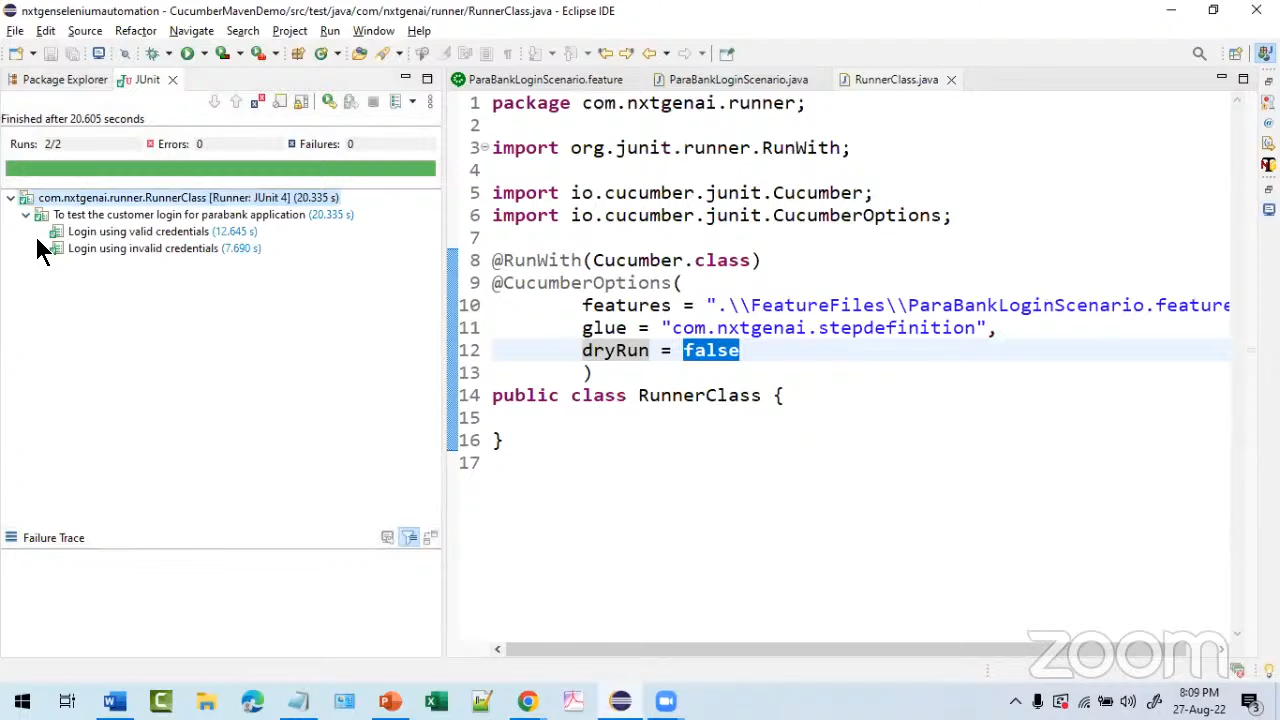 nxtgenseleniumautomation - CucumberMavenDemo/src/test/java/com/nxtgenai/runner/RunnerClass.java - Eclipse IDE
File Edit Source Refactor Navigate Search Project Run Window Help
Package Explorer JUnit
Finished after 20.605 seconds
Runs: 2/2 Errors: 0 Failures: 0
com.nxtgenai.runner.RunnerClass [Runner: JUnit 4] (20.335 s)
To test the customer login for parabank application (20.335 s)
Login using valid credentials (12.645 s)
Login using invalid credentials (7.690 s)
Failure Trace
ParaBankLoginScenario.feature ParaBankLoginScenario.java RunnerClass.java
1 package com.nxtgenai.runner;
2
3 import org.junit.runner.RunWith;
4
5 import io.cucumber.junit.Cucumber;
6 import io.cucumber.junit.CucumberOptions;
7
8 @RunWith(Cucumber.class)
9 @CucumberOptions(
10 features = ".\\FeatureFiles\\ParaBankLoginScenario.feature
11 glue = "com.nxtgenai.stepdefinition",
12 dryRun = false
13 )
14 public class RunnerClass {
15
16 }
17
zoom
8:09 PM
27-Aug-22
3